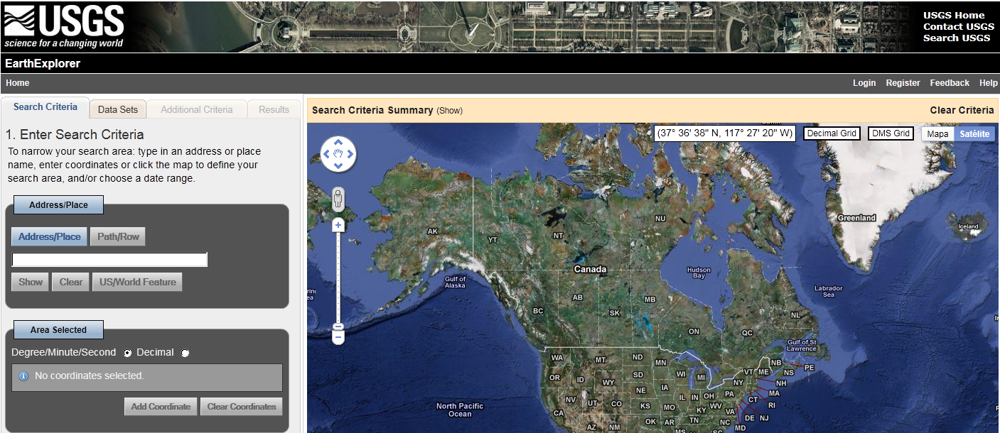 USGS
science for a changing world
USGS Home
Contact USGS
Search USGS
EarthExplorer
Home
Login Register Feedback Help
Search Criteria Data Sets Additional Criteria Results
1. Enter Search Criteria
To narrow your search area: type in an address or place
name, enter coordinates or click the map to define your
search area, and/or choose a date range.
Address/Place
Address/Place Path/Row
Show Clear US/World Feature
Area Selected
Degree/Minute/Second Decimal
No coordinates selected.
Add Coordinate Clear Coordinates
Search Criteria Summary (Show) Clear Criteria
(37° 36' 38" N, 117° 27' 20" W) Decimal Grid DMS Grid Mapa Satélite
Greenland
NU
Iceland
AK
NT
YT
Canada
Hudson
Bay
Gulf of
Alaska
Labrador
Sea
AB
MB
BC
SK
NL
ON
QC
Gulf of St
Lawrence
WA MT ND MN NB PE
OR ID SD WI MI VT ME NS
WY NY NH
NE IA PA MA
NV UT CO IL IN OH CT RI
North Pacific
Ocean
CA KS MO KY WV VA DE NJ
AZ NM OK AR TN NC MD
MS SC